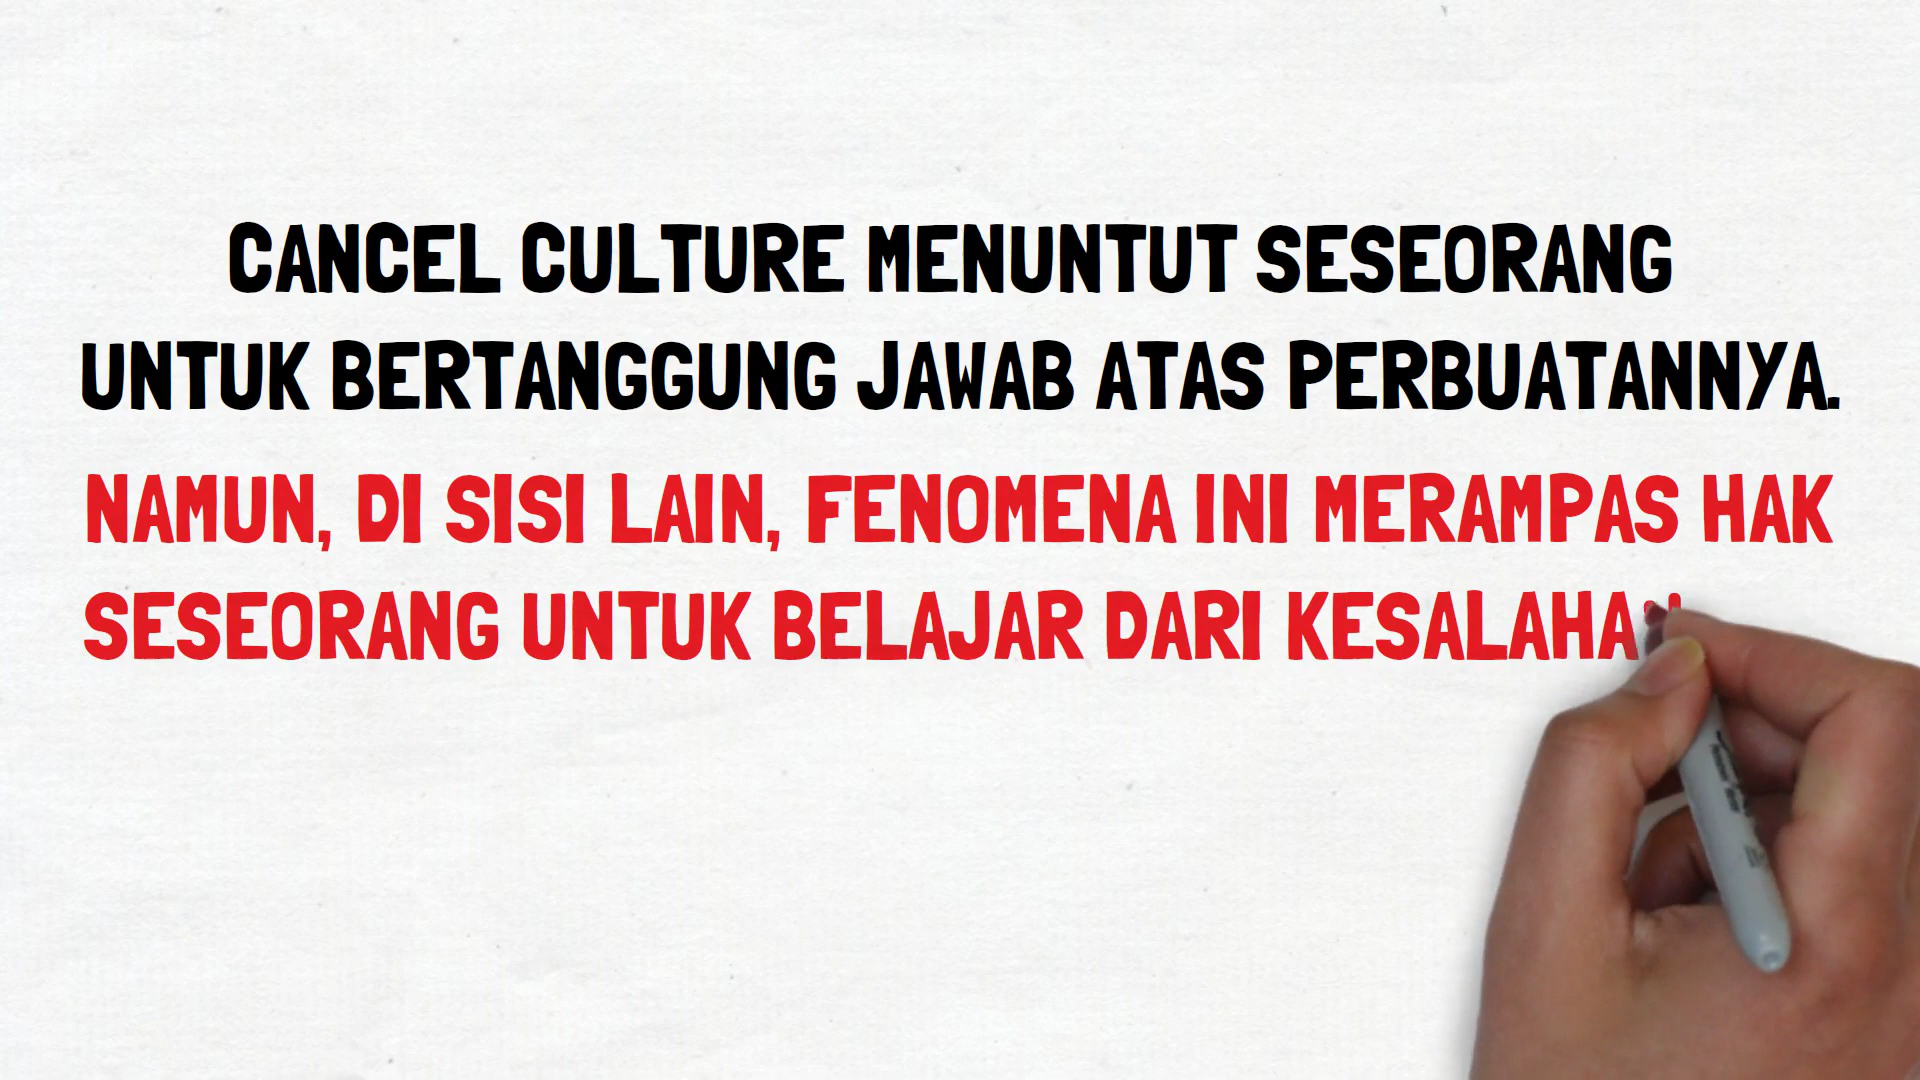 CANCEL CULTURE MENUNTUT SESEORANG
UNTUK BERTANGGUNG JAWAB ATAS PERBUATANNYA.
NAMUN, DI SISI LAIN, FENOMENA INI MERAMPAS HAK
SESEORANG UNTUK BELAJAR DARI